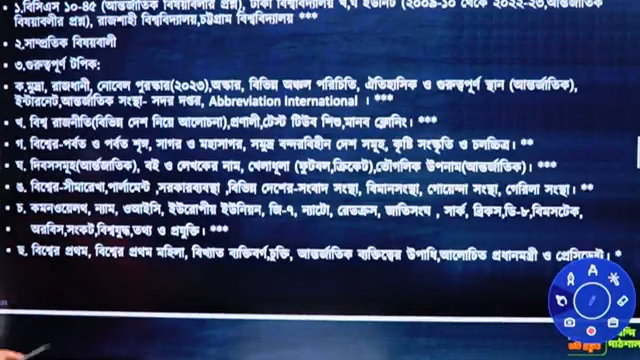 ১.বিসিএস ১০-৪৫ (আন্তর্জাতিক বিষয়াবলীর প্রশ্ন), ঢাকা বিশ্ববিদ্যালয় খ,ঘ ইউনিট (২০০৯-১০ থেকে ২০২২-২৩,আন্তর্জাতিক
বিষয়াবলীর প্রশ্ন), রাজশাহী বিশ্ববিদ্যালয়,চট্টগ্রাম বিশ্ববিদ্যালয় ***
২.সাম্প্রতিক বিষয়াবলী
৩.গুরুত্বপূর্ণ টপিক:
ক.মুদ্রা, রাজধানী, নোবেল পুরস্কার(২০২৩),অস্কার, বিভিন্ন অঞ্চল পরিচিতি, ঐতিহাসিক ও গুরুত্বপূর্ণ স্থান (আন্তর্জাতিক),
ইন্টারনেট,আন্তর্জাতিক সংস্থা- সদর দপ্তর, Abbreviation International । ***
খ. বিশ্ব রাজনীতি(বিভিন্ন দেশ নিয়ে আলোচনা),প্রণালী,টেস্ট টিউব শিশু,মানব ক্লোনিং। ***
গ. বিশ্বের-পর্বত ও পর্বত শৃঙ্গ, সাগর ও মহাসাগর, সমুদ্র বন্দরবিহীন দেশ সমূহ, কৃষ্টি সংস্কৃতি ও চলচ্চিত্র। **
ঘ. দিবসসমূহ(আর্ন্তজাতিক), বই ও লেখকের নাম, খেলাধূলা (ফুটবল,ক্রিকেট),ভৌগলিক উপনাম(আন্তর্জাতিক)। ***
ঙ. বিশ্বের-সীমারেখা,পার্লামেন্ট ,সরকারব্যবস্থা ,বিভিন্ন দেশের-সংবাদ সংস্থা, বিমানসংস্থা, গোয়েন্দা সংস্থা, গেরিলা সংস্থা। **
চ. কমনওয়েলথ, ন্যাম, ওআইসি, ইউরোপীয় ইউনিয়ন, জি-৭, ন্যাটো, রেডক্রস, জাতিসংঘ , সার্ক, ব্রিকস,ডি-৮,বিমসটেক,
অরবিস,সংকট,বিশ্বযুদ্ধ,তথ্য ও প্রযুক্তি। ***
ছ. বিশ্বের প্রথম, বিশ্বের প্রথম মহিলা, বিখ্যাত ব্যক্তিবর্গ,চুক্তি, আন্তর্জাতিক ব্যক্তিত্বের উপাধি,আলোচিত প্রধানমন্ত্রী ও প্রেসিডেন্ট। *
পাঠশালা